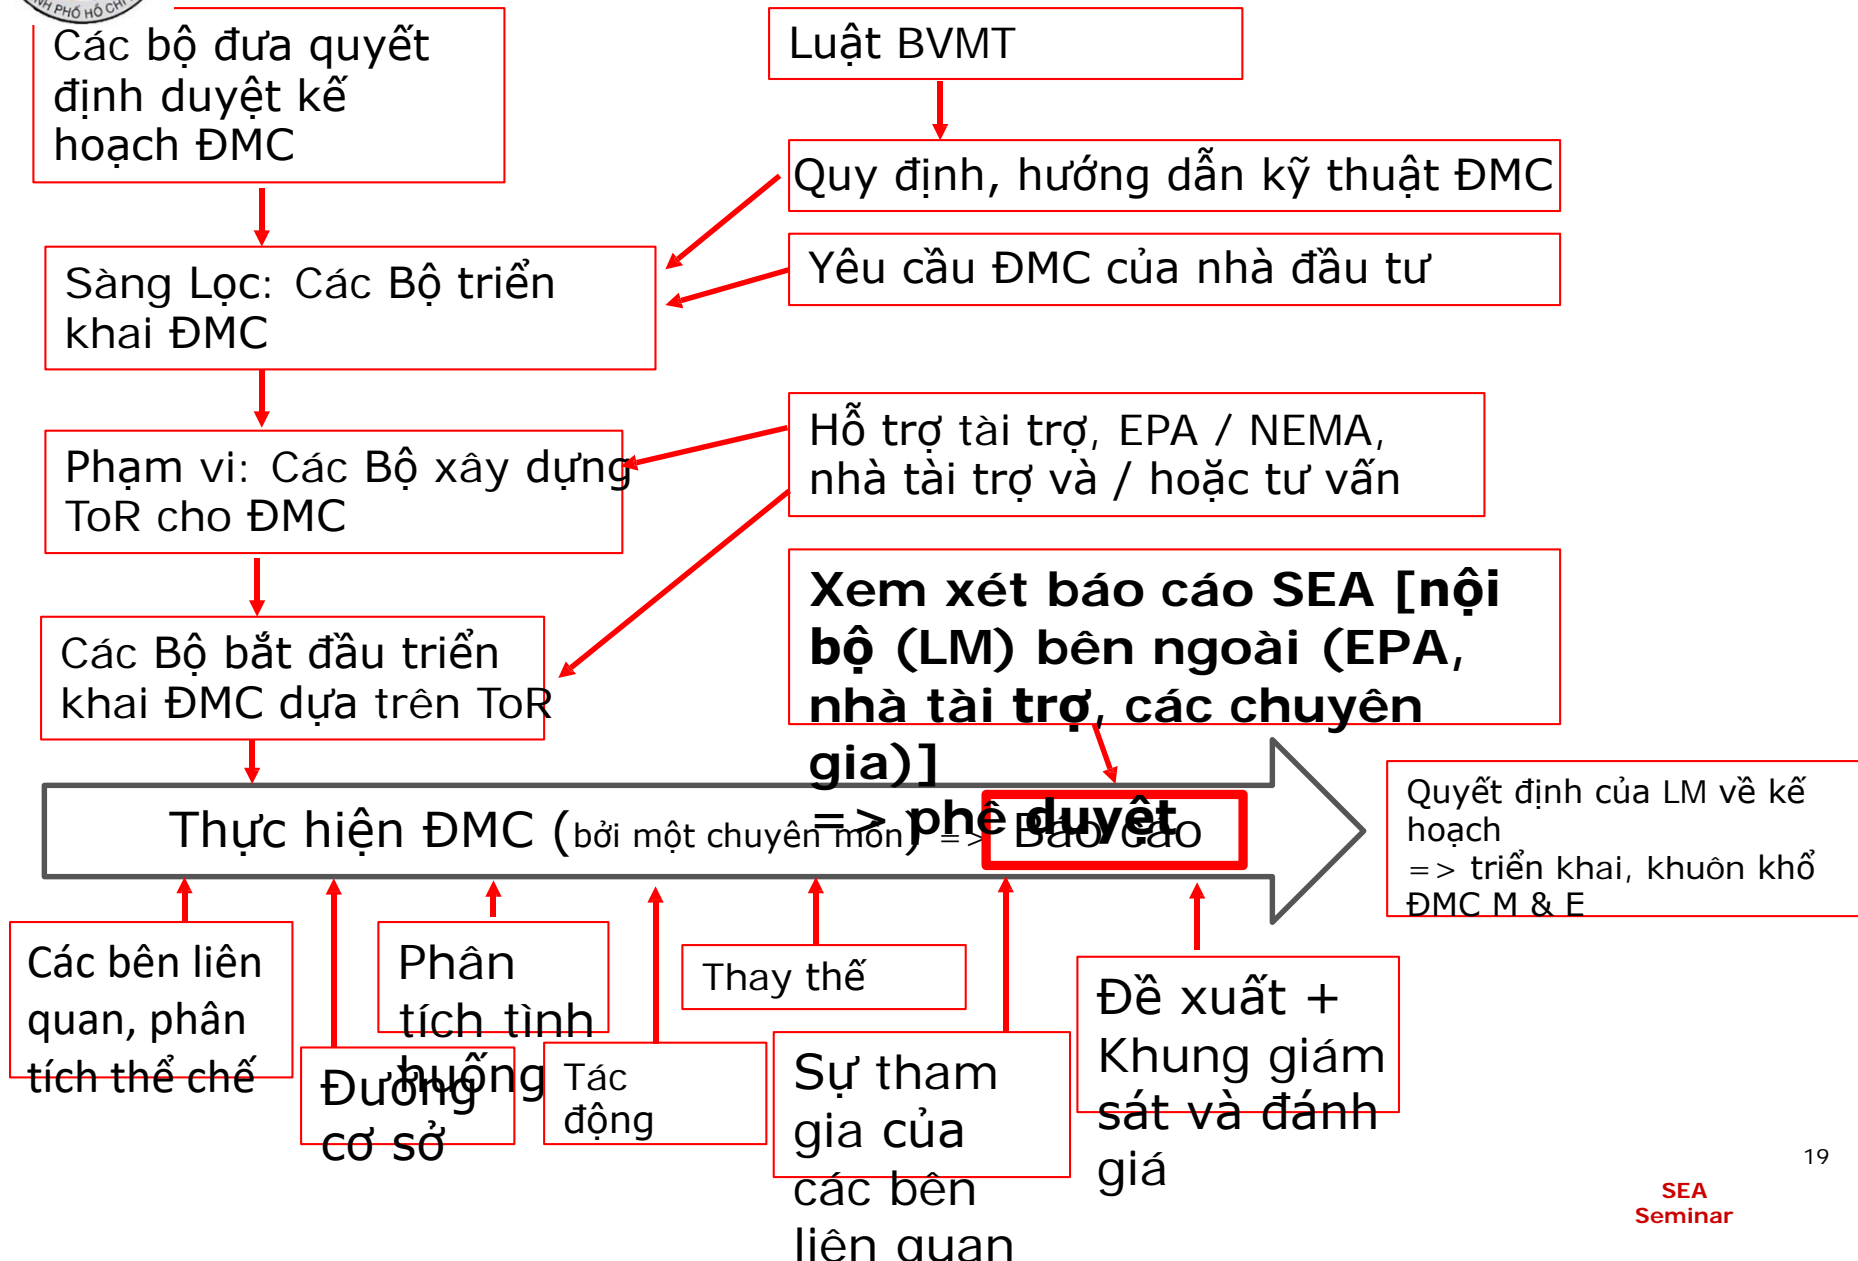 NH PHỐ HỒ CHÍ
Các bộ đưa quyết
định duyệt kế
hoạch ĐMC
Luật BVMT
Quy định, hướng dẫn kỹ thuật ĐMC
Yêu cầu ĐMC của nhà đầu tư
Sàng Lọc: Các Bộ triển
khai ĐMC
Hỗ trợ tài trợ, EPA / NEMA,
nhà tài trợ và / hoặc tư vấn
Phạm vi: Các Bộ xây dựng
ToR cho ĐMC
Xem xét báo cáo SEA [nội
bộ (LM) bên ngoài (EPA,
nhà tài trợ, các chuyên
gia)]
=> phê duyệt
Các Bộ bắt đầu triển
khai ĐMC dựa trên ToR
Thực hiện ĐMC (bởi một chuyên môn) => Báo cáo
Quyết định của LM về kế
hoạch
=> triển khai, khuôn khổ
ĐMC M & E
Các bên liên
quan, phân
tích thể chế
Đường
cơ sở
Phân
tích tình
huống
Tác
động
Thay thế
Sự tham
gia của
các bên
liên quan
Đề xuất +
Khung giám
sát và đánh
giá
19
SEA
Seminar